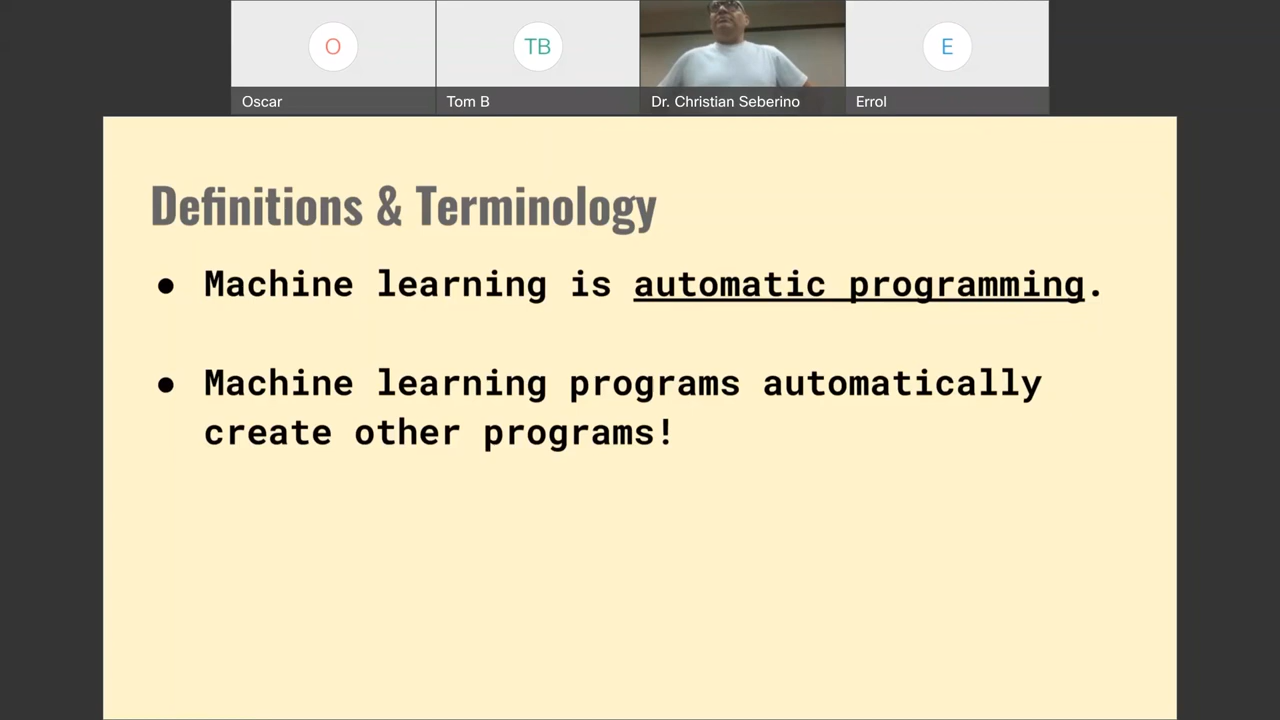 O
TB
E
Oscar
Tom B
Dr. Christian Seberino
Errol
Definitions & Terminology
● Machine learning is automatic programming.
● Machine learning programs automatically
create other programs!